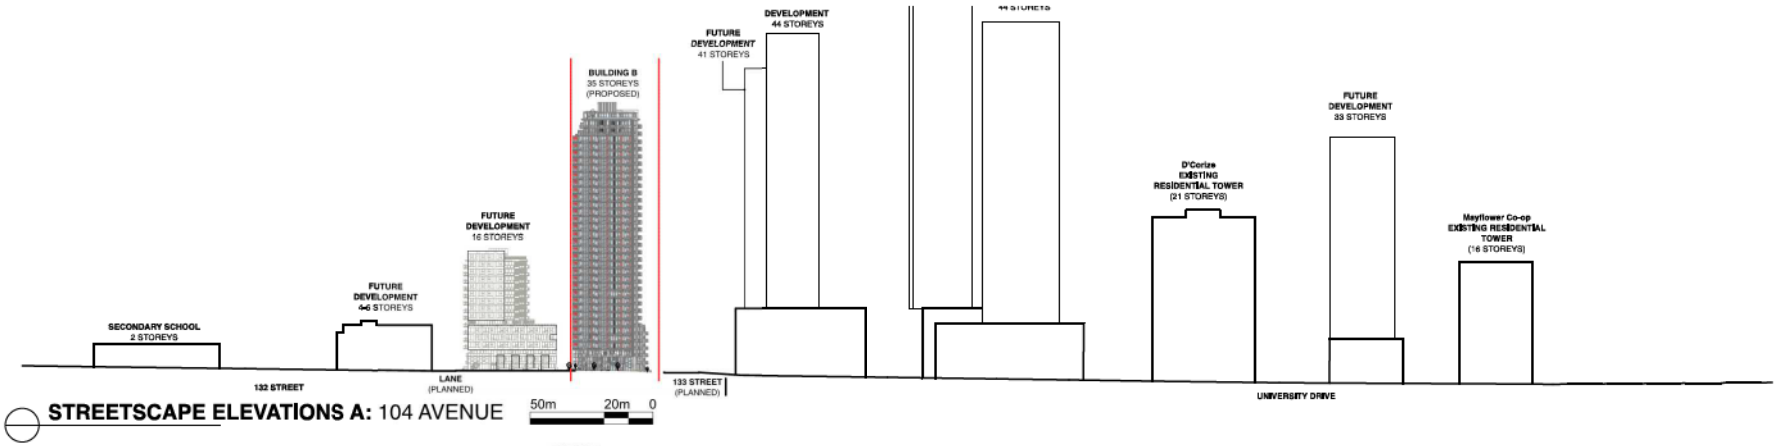 DEVELOPMENT
44 STOREYS
44 STOREYS
FUTURE
DEVELOPMENT
41 STOREYS
BUILDING B
35 STOREYS
(PROPOSED)
FUTURE
DEVELOPMENT
33 STOREYS
D'Corize
EXISTING
RESIDENTIAL TOWER
(21 STOREYS)
FUTURE
DEVELOPMENT
16 STOREYS
Mayflower Co-op
EXISTING RESIDENTIAL
TOWER
(16 STOREYS)
FUTURE
DEVELOPMENT
4-6 STOREYS
SECONDARY SCHOOL
2 STOREYS
132 STREET
LANE
(PLANNED)
133 STREET
(PLANNED)
UNIVERSITY DRIVE
STREETSCAPE ELEVATIONS A: 104 AVENUE
50m 20m 0